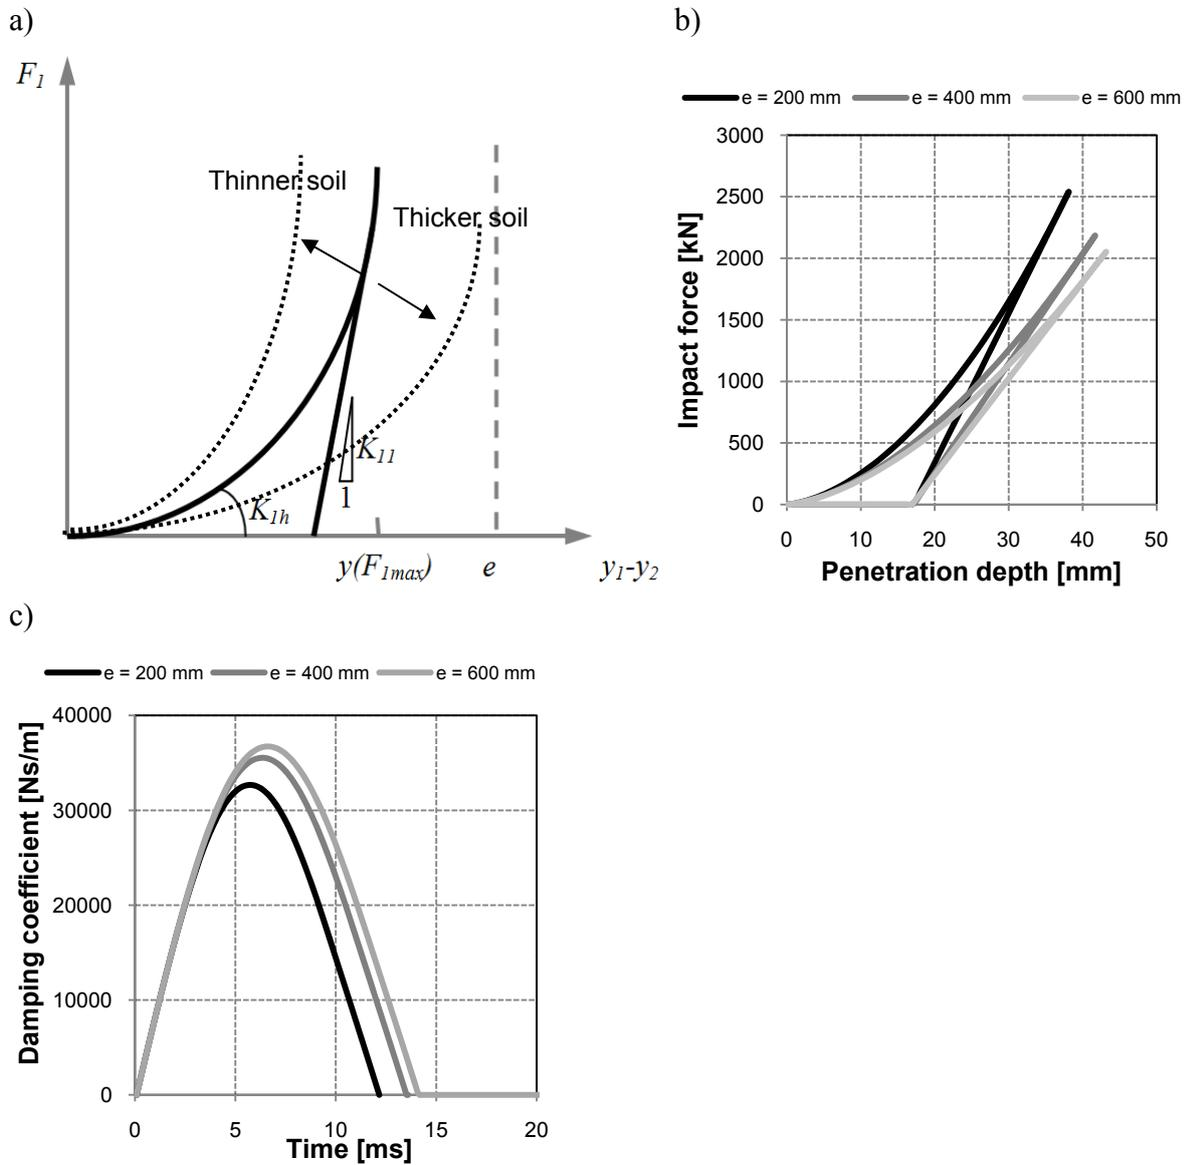 a)
F1
Thinner soil
Thicker soil
K11
1
K1h
y(F1max)
e
y1-y2
b)
e = 200 mm e = 400 mm e = 600 mm
Impact force [kN]
3000
2500
2000
1500
1000
500
0
0 10 20 30 40 50
Penetration depth [mm]
c)
e = 200 mm e = 400 mm e = 600 mm
Damping coefficient [Ns/m]
40000
30000
20000
10000
0
0 5 10 15 20
Time [ms]